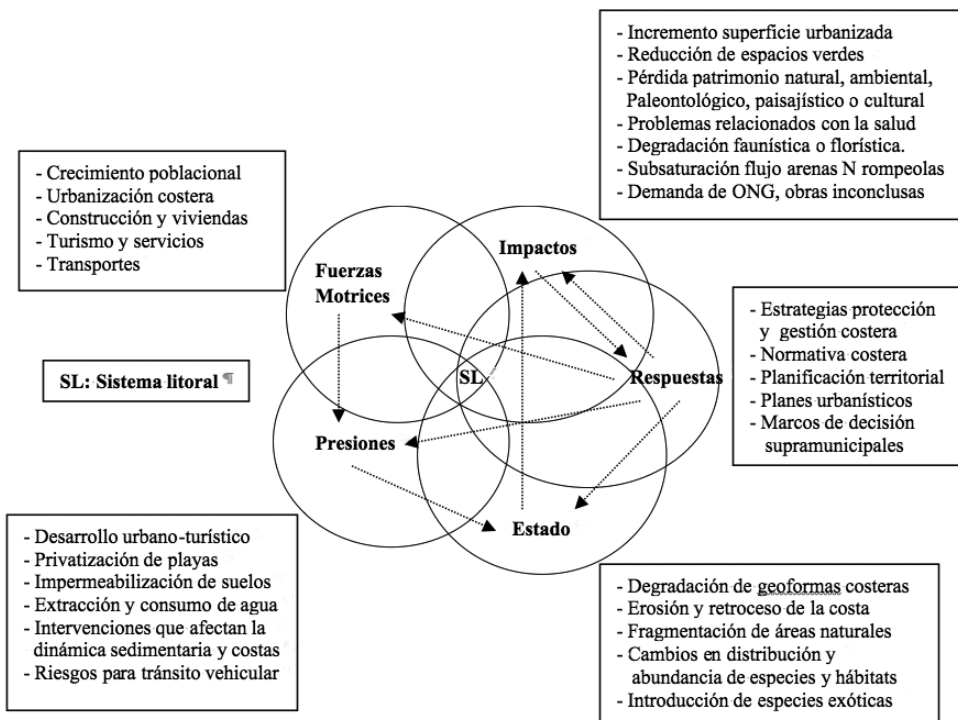 - Incremento superficie urbanizada
- Reducción de espacios verdes
- Pérdida patrimonio natural, ambiental,
Paleontológico, paisajístico o cultural
- Problemas relacionados con la salud
- Degradación faunística o florística.
- Subsaturación flujo arenas N rompeolas
- Demanda de ONG, obras inconclusas
- Crecimiento poblacional
- Urbanización costera
- Construcción y viviendas
- Turismo y servicios
- Transportes
Impactos
Fuerzas
Motrices
- Estrategias protección
y gestión costera
- Normativa costera
- Planificación territorial
- Planes urbanísticos
- Marcos de decisión
supramunicipales
SL: Sistema litoral ¶
SL
Respuestas
Presiones
Estado
- Desarrollo urbano-turístico
- Privatización de playas
- Impermeabilización de suelos
- Extracción y consumo de agua
- Intervenciones que afectan la
dinámica sedimentaria y costas
- Riesgos para tránsito vehicular
- Degradación de geoformas costeras
- Erosión y retroceso de la costa
- Fragmentación de áreas naturales
- Cambios en distribución y
abundancia de especies y hábitats
- Introducción de especies exóticas